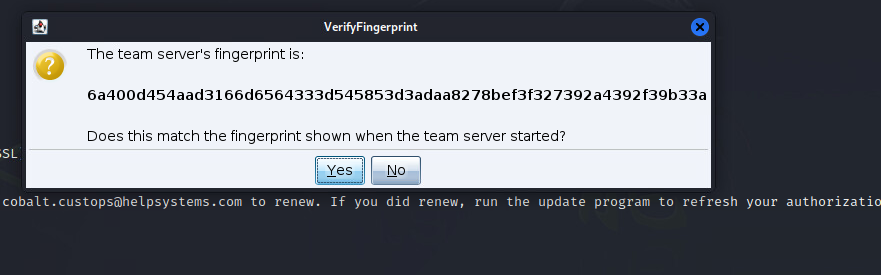 VerifyFingerprint
The team server's fingerprint is:
6a400d454aad3166d6564333d545853d3adaa8278bef3f327392a4392f39b33a
Does this match the fingerprint shown when the team server started?
SSL
Yes No
cobalt.custops@helpsystems.com to renew. If you did renew, run the update program to refresh your authorizatio